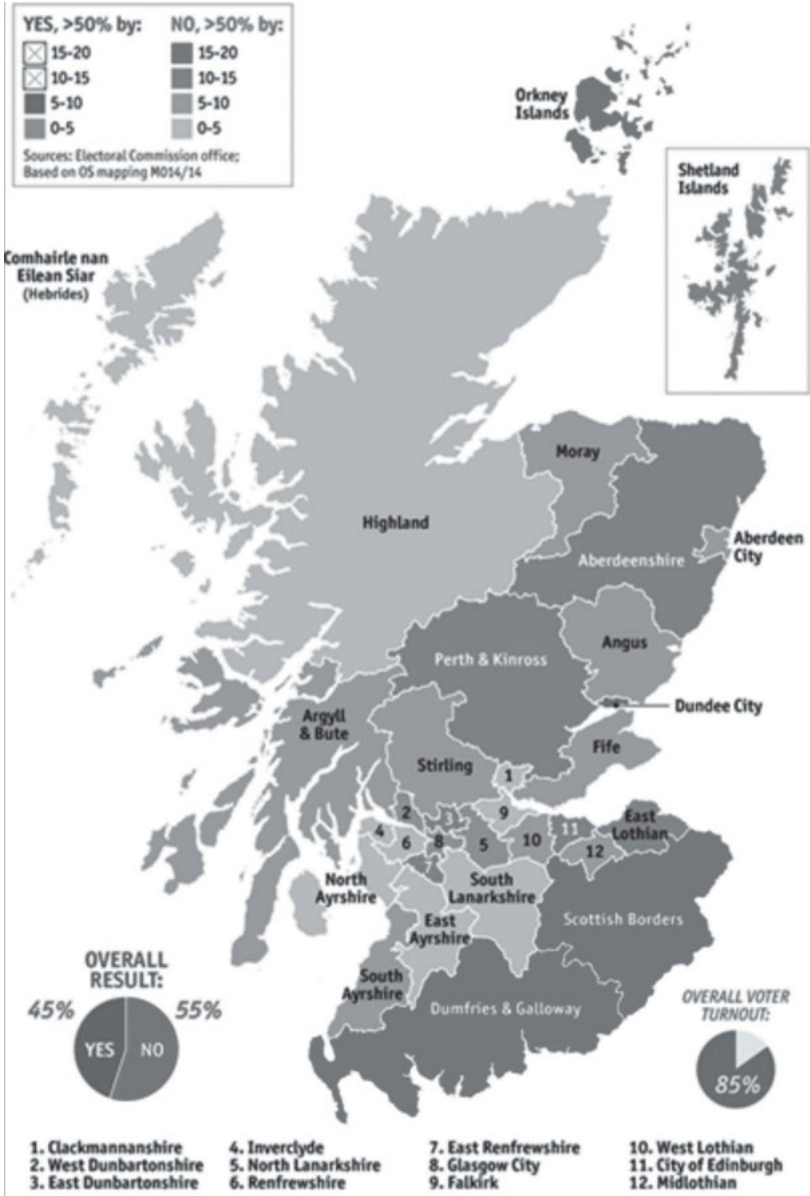 YES, >50% by:
15-20
10-15
5-10
0-5
NO, >50% by:
15-20
10-15
5-10
0-5
Sources: Electoral Commission office;
Based on OS mapping M014/14
Orkney
Islands
Shetland
Islands
Comhairle nan
Eilean Siar
(Hebrides)
Moray
Highland
Aberdeen
City
Aberdeenshire
Angus
Perth & Kinross
Dundee City
Argyll
& Bute
Fife
Stirling
1
2
3
9
4
6
8
5
10
11
12
7
East
Lothian
North
Ayrshire
South
Lanarkshire
East
Ayrshire
Scottish Borders
South
Ayrshire
Dumfries & Galloway
OVERALL
RESULT:
45%
55%
YES
NO
OVERALL VOTER
TURNOUT:
85%
1. Clackmannanshire
2. West Dunbartonshire
3. East Dunbartonshire
4. Inverclyde
5. North Lanarkshire
6. Renfrewshire
7. East Renfrewshire
8. Glasgow City
9. Falkirk
10. West Lothian
11. City of Edinburgh
12. Midlothian